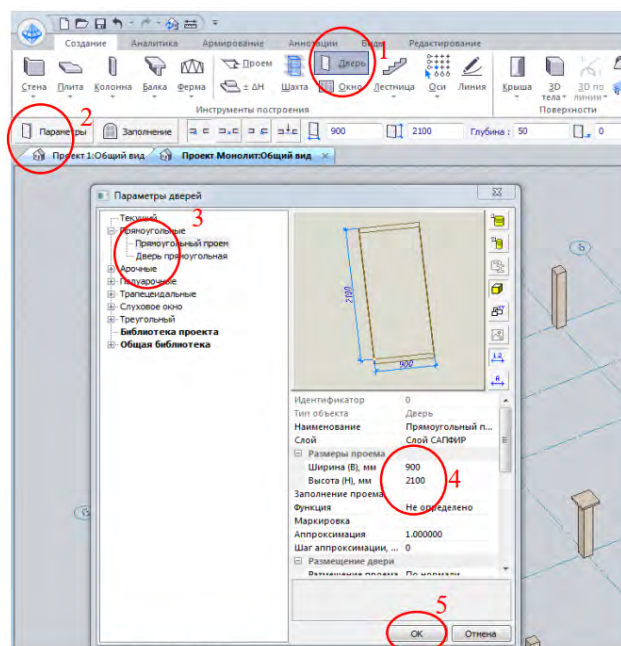 Создание Аналитика Армирование Аннотации Виды Редактирование
1
Проем Дверь
Стена Плита Колонна Балка Ферма ± ΔН Шахта Окно Лестница Оси Линия Крыша 3D тела 3D по линии
Инструменты построения Поверхности
2
Параметры Заполнение 900 2100 Глубина : 50 0
Проект 1:Общий вид Проект Монолит:Общий вид
Параметры дверей
3
Текущий
Прямоугольные
Прямоугольный проем
Дверь прямоугольная
Арочные
Полуарочные
Трапецеидальные
Слуховое окно
Треугольный
Библиотека проекта
Общая библиотека
2100
900
Идентификатор 0
Тип объекта Дверь
Наименование Прямоугольный п...
Слой Слой САПФИР
Размеры проема
Ширина (B), мм 900
Высота (H), мм 2100
4
Заполнение проема
Функция Не определено
Маркировка
Аппроксимация 1.000000
Шаг аппроксимации, ... 0
Размещение двери
Размещение проема По нормали
5
ОК Отмена